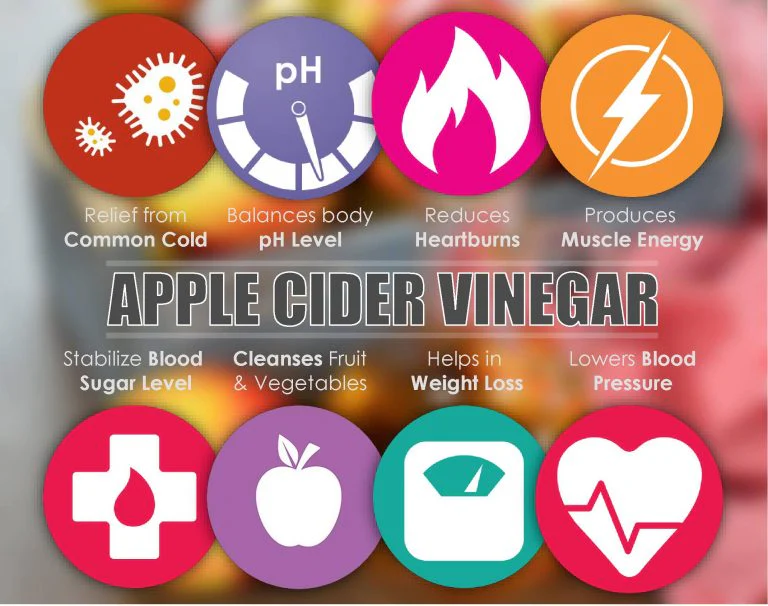 pH
Relief from
Common Cold
Balances body
pH Level
Reduces
Heartburns
Produces
Muscle Energy
APPLE CIDER VINEGAR
Stabilize Blood
Sugar Level
Cleanses Fruit
& Vegetables
Helps in
Weight Loss
Lowers Blood
Pressure